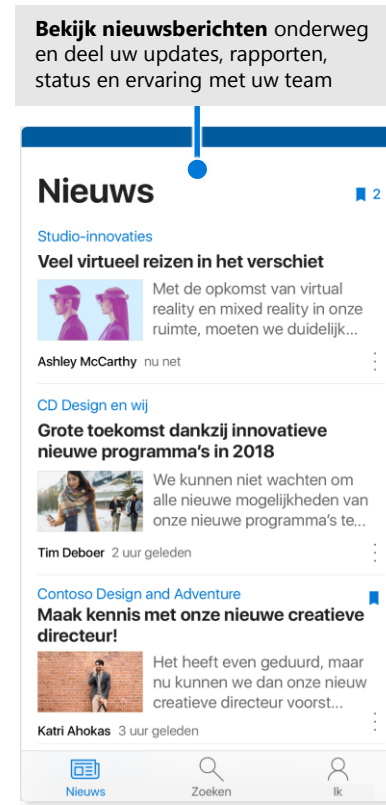 Bekijk nieuwsberichten onderweg
en deel uw updates, rapporten,
status en ervaring met uw team
Nieuws
2
Studio-innovaties
Veel virtueel reizen in het verschiet
Met de opkomst van virtual
reality en mixed reality in onze
ruimte, moeten we duidelijk...
Ashley McCarthy nu net
CD Design en wij
Grote toekomst dankzij innovatieve
nieuwe programma's in 2018
We kunnen niet wachten om
alle nieuwe mogelijkheden van
onze nieuwe programma's te...
Tim Deboer 2 uur geleden
Contoso Design and Adventure
Maak kennis met onze nieuwe creatieve
directeur!
Het heeft even geduurd, maar
nu kunnen we dan onze nieuw
creatieve directeur voorst...
Katri Ahokas 3 uur geleden
Nieuws Zoeken Ik